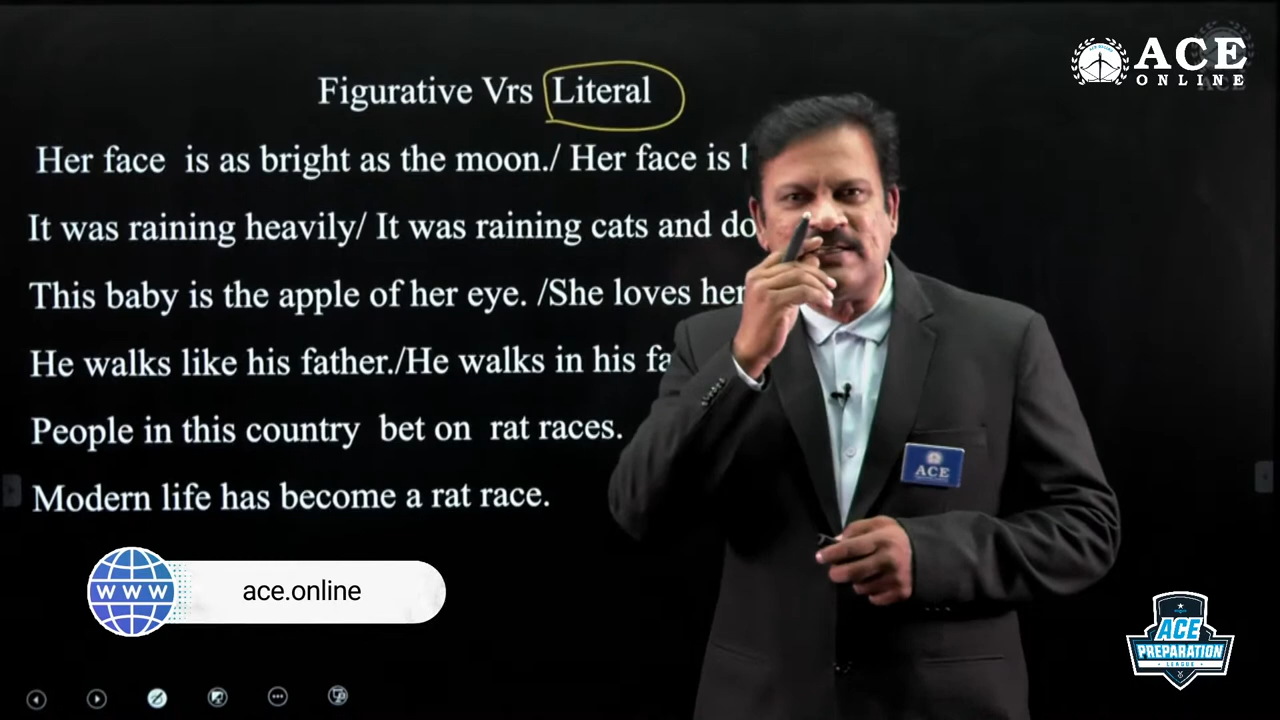 ACE
ONLINE
Figurative Vrs Literal
Her face is as bright as the moon./ Her face is
It was raining heavily/ It was raining cats and
This baby is the apple of her eye. /She loves her
He walks like his father./He walks in his
People in this country bet on rat races.
Modern life has become a rat race.
ACE
WWW
ace.online
ACE
PREPARATION
LEAGUE